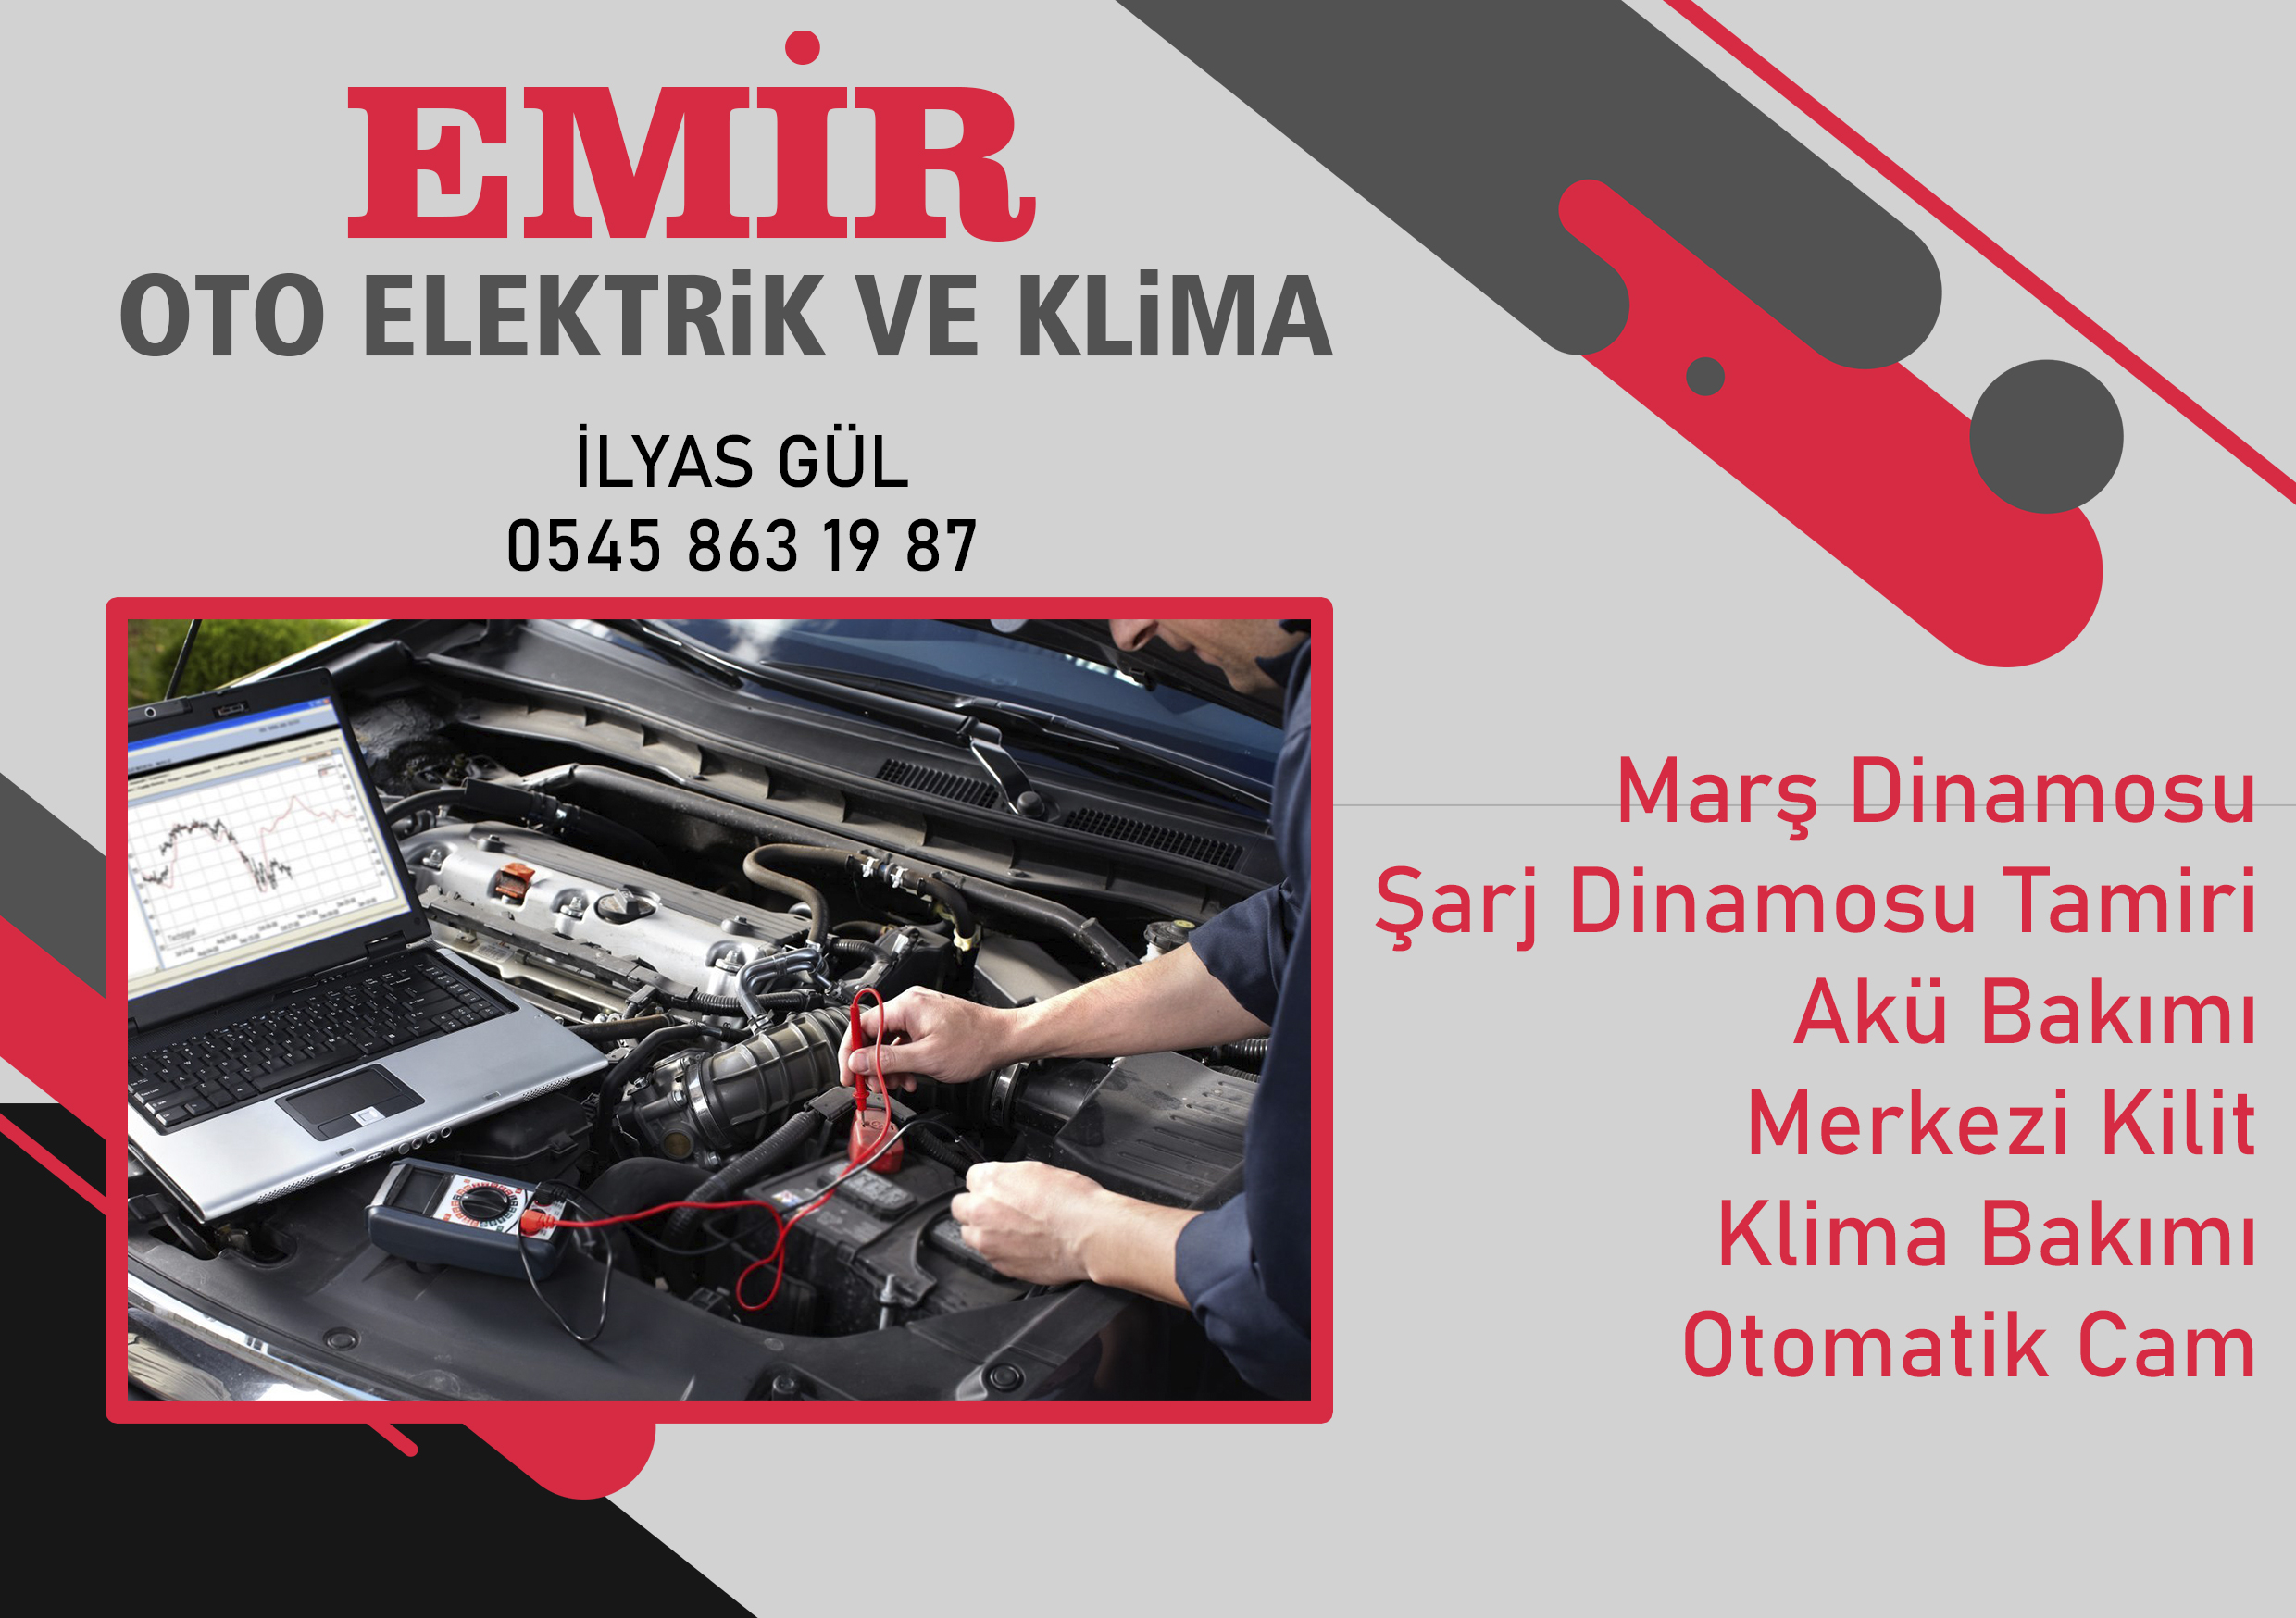 EMİR
OTO ELEKTRiK VE KLiMA
İLYAS GÜL
0545 863 19 87
Marş Dinamosu
Şarj Dinamosu Tamiri
Akü Bakımı
Merkezi Kilit
Klima Bakımı
Otomatik Cam